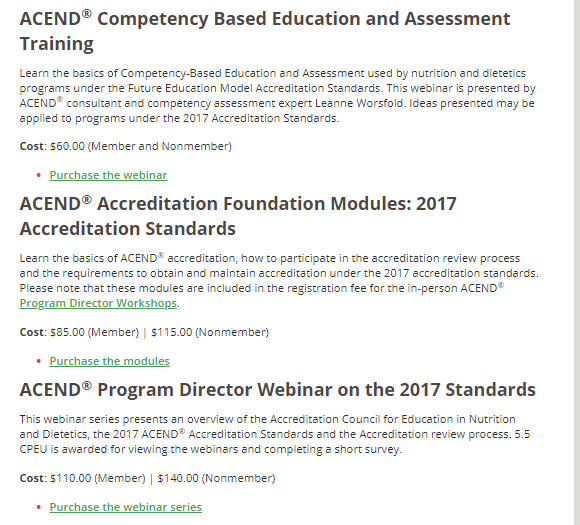 ACEND® Competency Based Education and Assessment
Training
Learn the basics of Competency-Based Education and Assessment used by nutrition and dietetics
programs under the Future Education Model Accreditation Standards. This webinar is presented by
ACEND® consultant and competency assessment expert Leanne Worsfold. Ideas presented may be
applied to programs under the 2017 Accreditation Standards.
Cost: $60.00 (Member and Nonmember)
• Purchase the webinar
ACEND® Accreditation Foundation Modules: 2017
Accreditation Standards
Learn the basics of ACEND® accreditation, how to participate in the accreditation review process
and the requirements to obtain and maintain accreditation under the 2017 accreditation standards.
Please note that these modules are included in the registration fee for the in-person ACEND®
Program Director Workshops.
Cost: $85.00 (Member) | $115.00 (Nonmember)
• Purchase the modules
ACEND® Program Director Webinar on the 2017 Standards
This webinar series presents an overview of the Accreditation Council for Education in Nutrition
and Dietetics, the 2017 ACEND® Accreditation Standards and the Accreditation review process. 5.5
CPEU is awarded for viewing the webinars and completing a short survey.
Cost: $110.00 (Member) | $140.00 (Nonmember)
• Purchase the webinar series